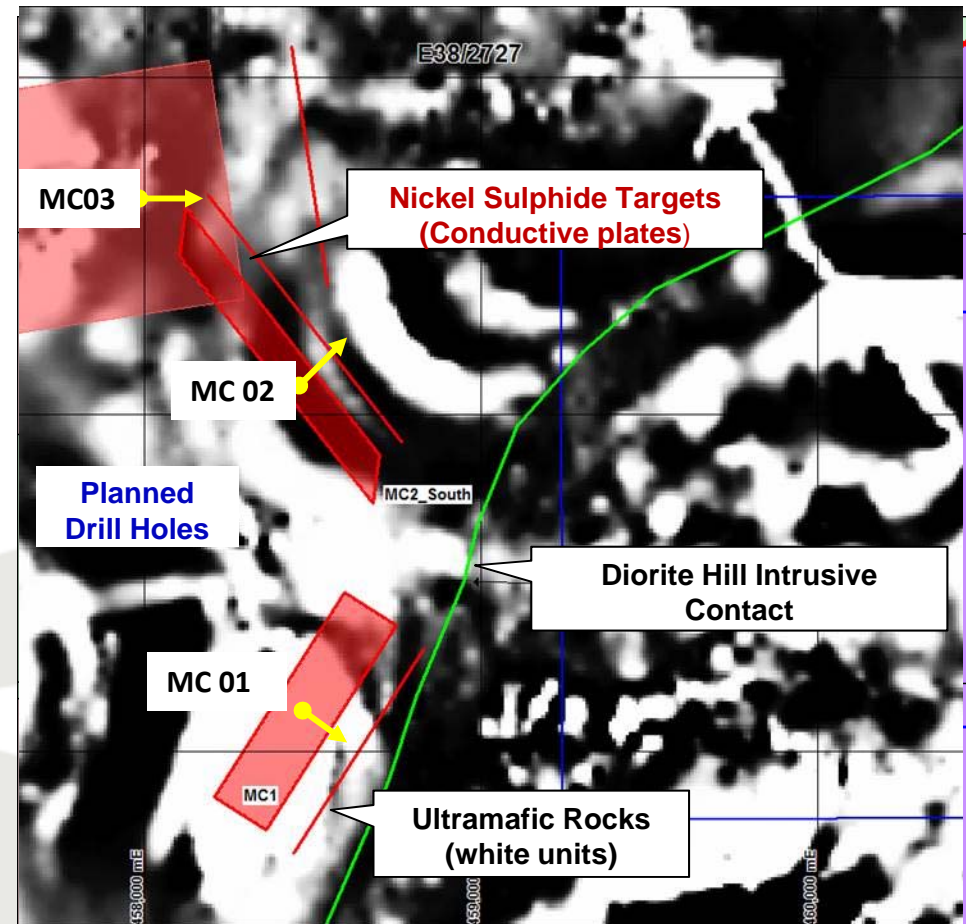 E38/2727
MC03
Nickel Sulphide Targets
(Conductive plates)
MC 02
MC2_South
Planned
Drill Holes
Diorite Hill Intrusive
Contact
MC 01
MC1
Ultramafic Rocks
(white units)
458,000 mE
459,000 mE
460,000 mE